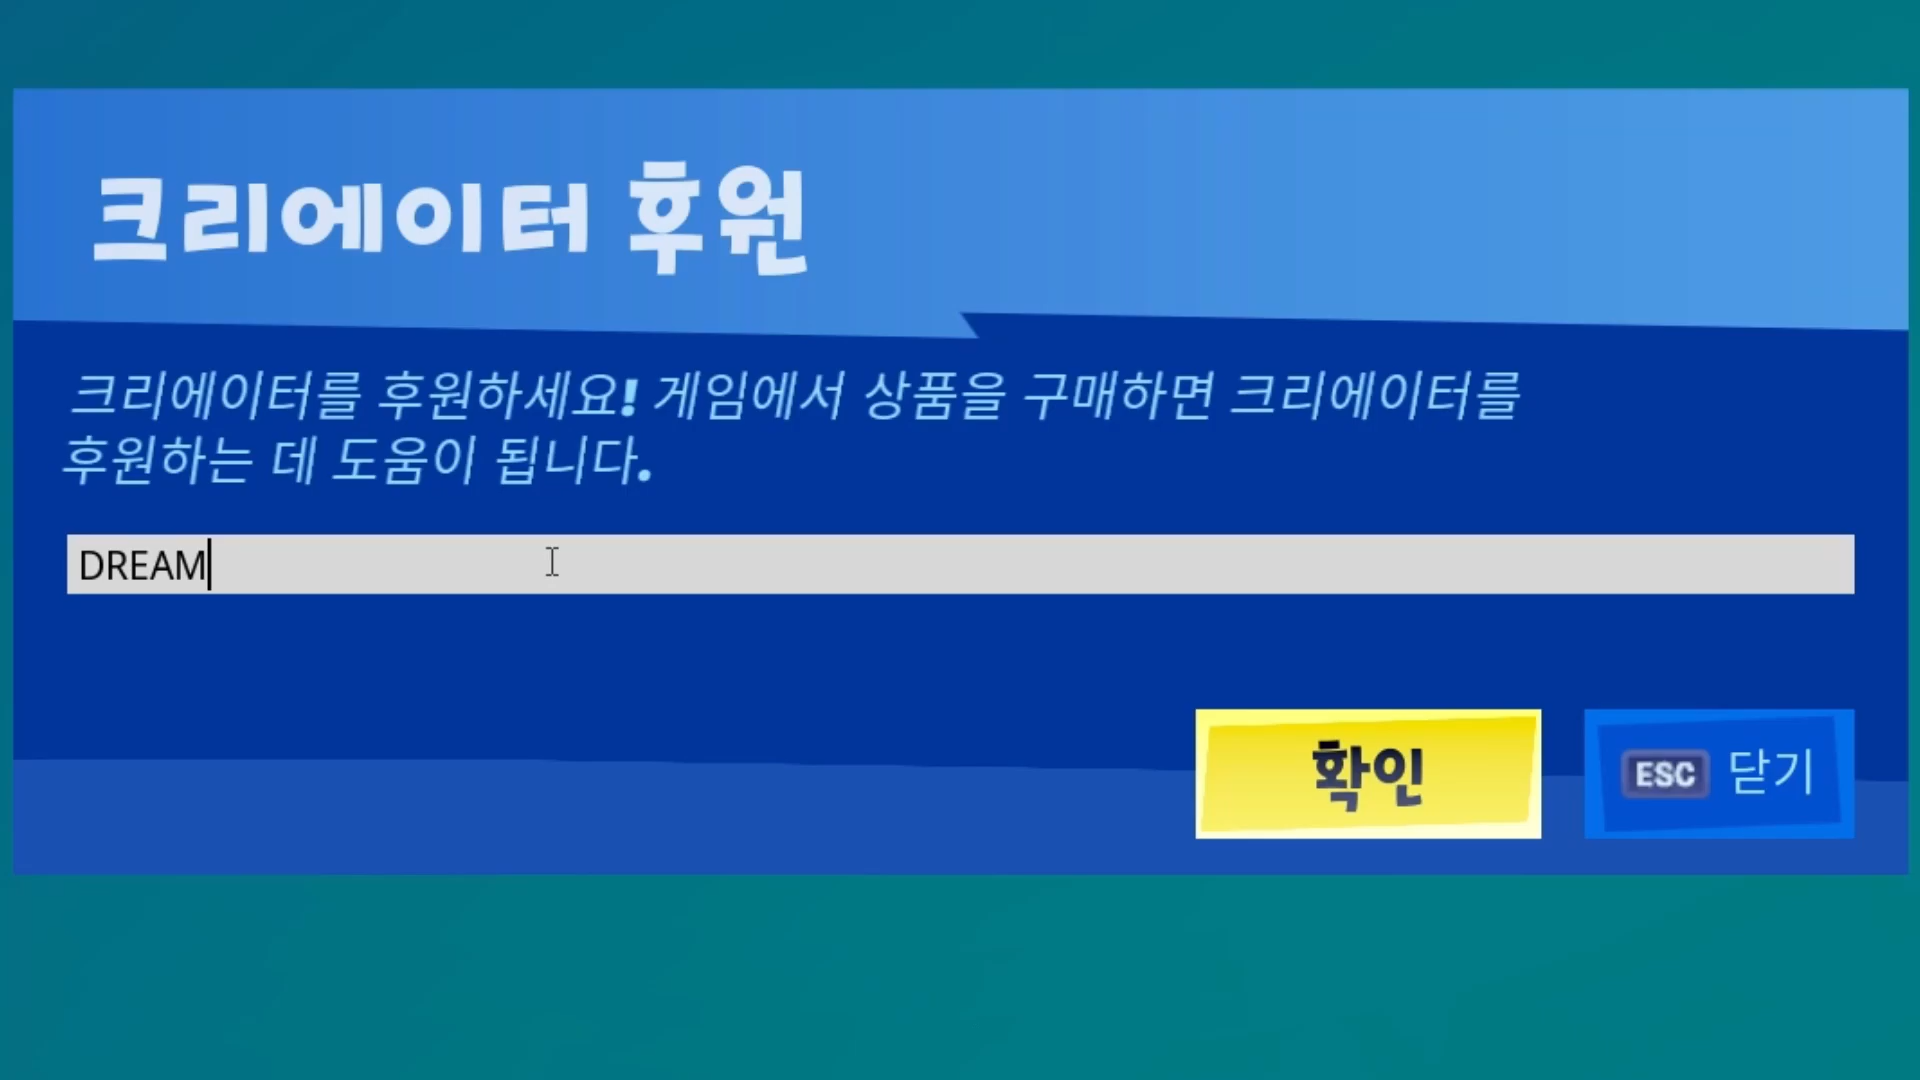 크리에이터 후원
크리에이터를 후원하세요! 게임에서 상품을 구매하면 크리에이터를
후원하는 데 도움이 됩니다.
DREAM
확인
ESC 닫기